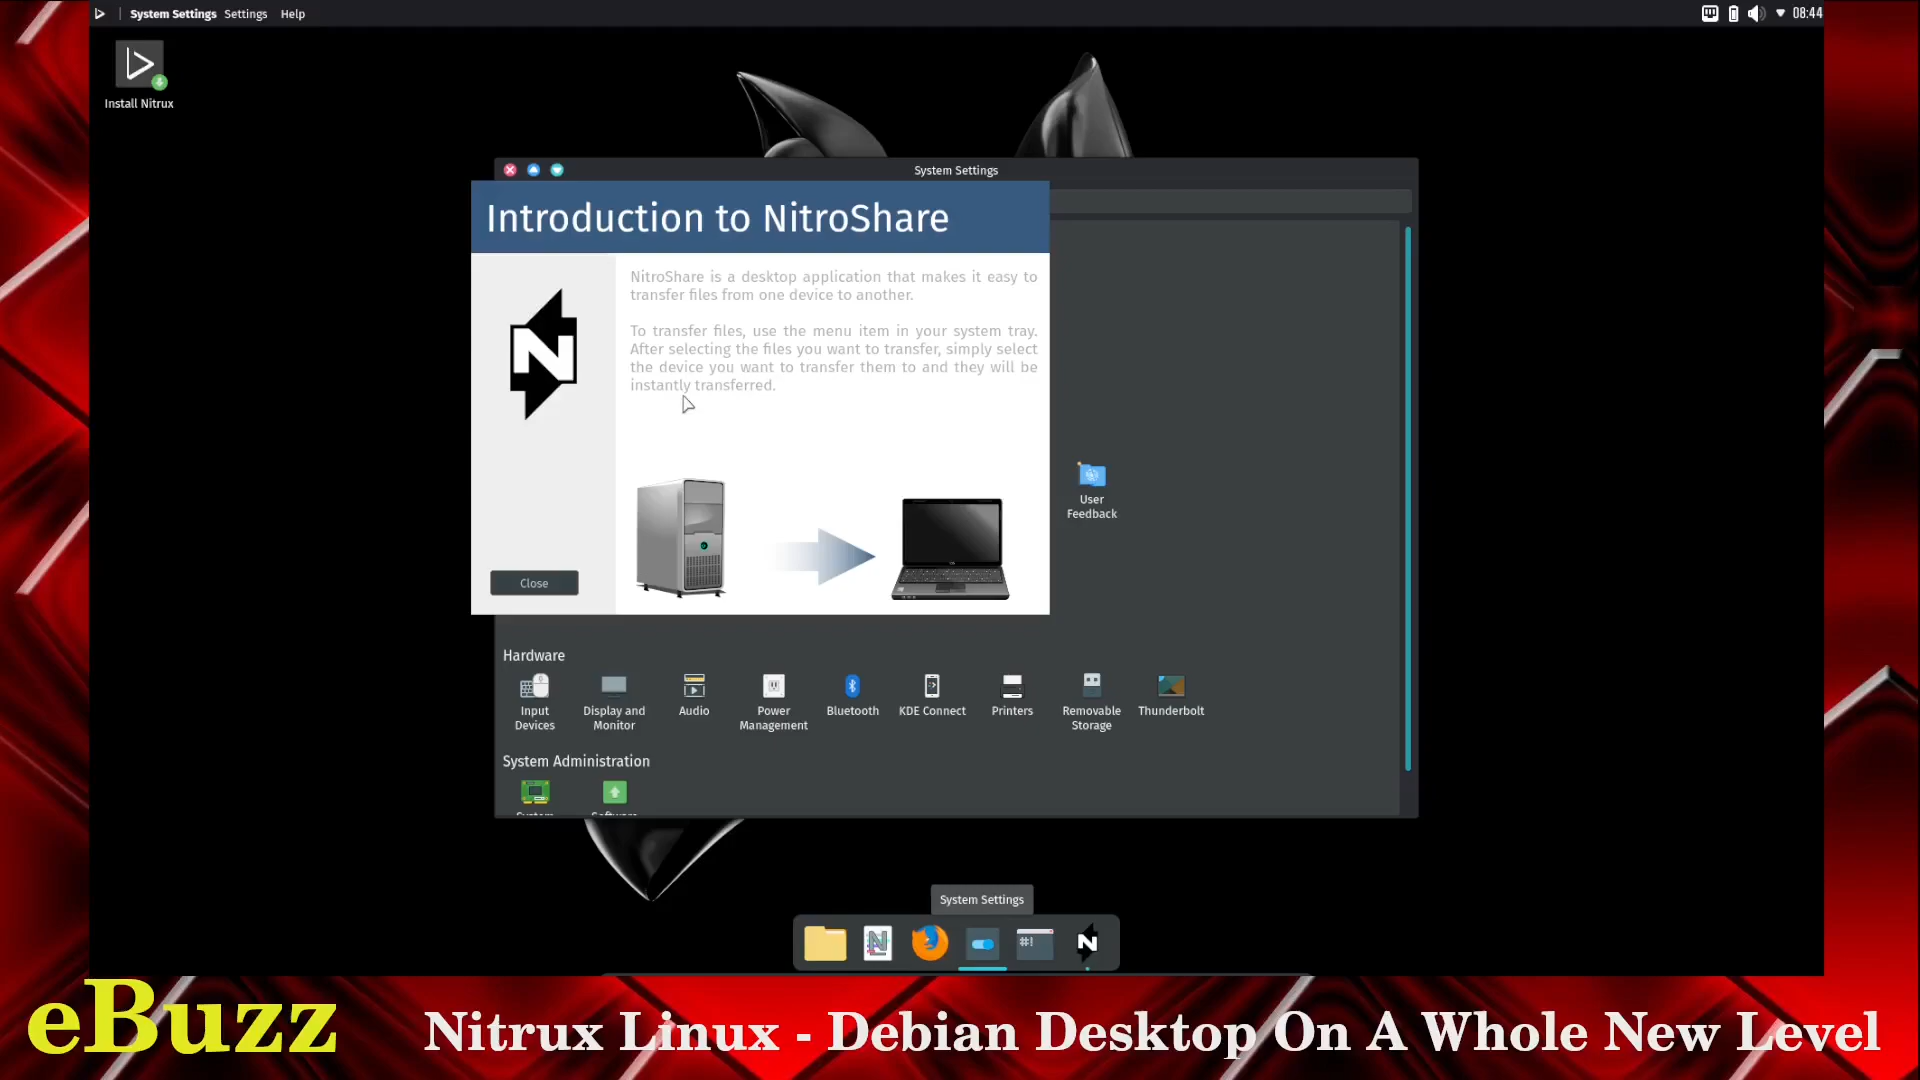 System Settings Settings Help
08:44
Install Nitrux
System Settings
Introduction to NitroShare
NitroShare is a desktop application that makes it easy to
transfer files from one device to another.
To transfer files, use the menu item in your system tray.
After selecting the files you want to transfer, simply select
the device you want to transfer them to and they will be
instantly transferred.
N
Close
User
Feedback
Hardware
Input
Devices
Display and
Monitor
Audio
Power
Management
Bluetooth
KDE Connect
Printers
Removable
Storage
Thunderbolt
System Administration
System
Software
System Settings
N
#!
N
eBuzz
Nitrux Linux - Debian Desktop On A Whole New Level